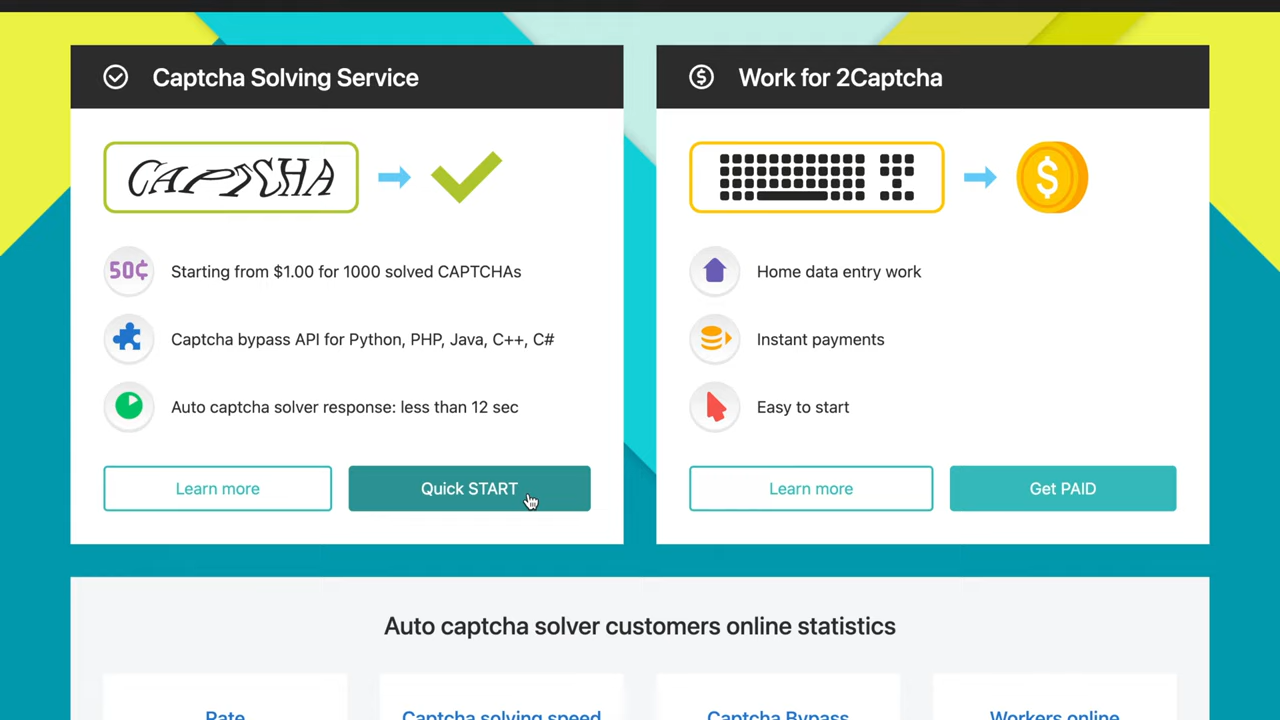 Captcha Solving Service
CAPTCHA
50¢
Starting from $1.00 for 1000 solved CAPTCHAs
Captcha bypass API for Python, PHP, Java, C++, C#
Auto captcha solver response: less than 12 sec
Learn more
Quick START
$
Work for 2Captcha
$
Home data entry work
Instant payments
Easy to start
Learn more
Get PAID
Auto captcha solver customers online statistics
Rate
Captcha solving speed
Captcha Bypass
Workers online